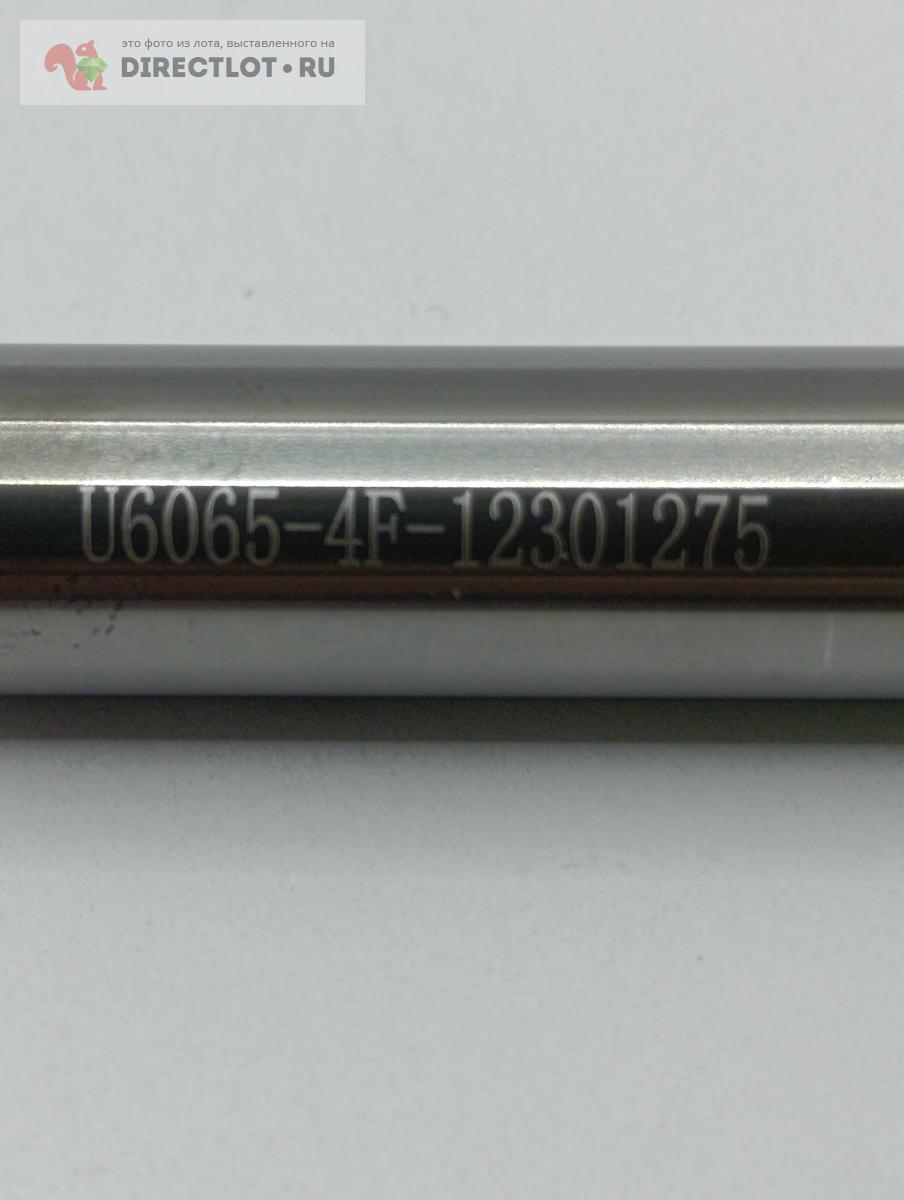 это фото из лота, выставленного на
DIRECTLOT•RU
U6065-4F-12301275